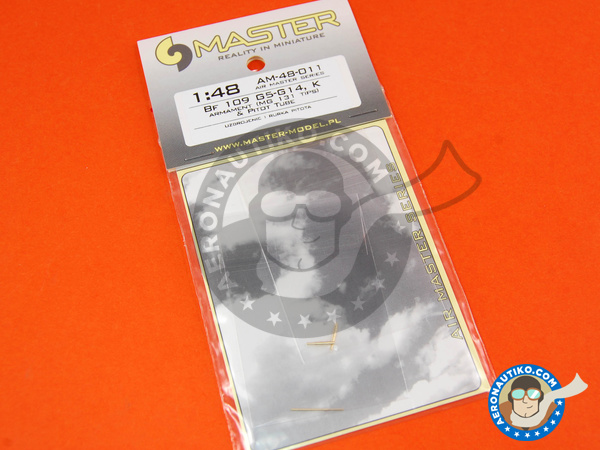 MASTER
REALITY IN MINIATURE
1:48 AM-48-011
AIR MASTER SERIES
BF 109 G5-G14, K
ARMAMENT (MG 131 TIPS)
& PITOT TUBE
UZBROJENIE I RURKA PITOTA
WWW.MASTER-MODEL.PL
AERONAUTIKO.COM
AIR MASTER SERIES
AERONAUTIKO.COM